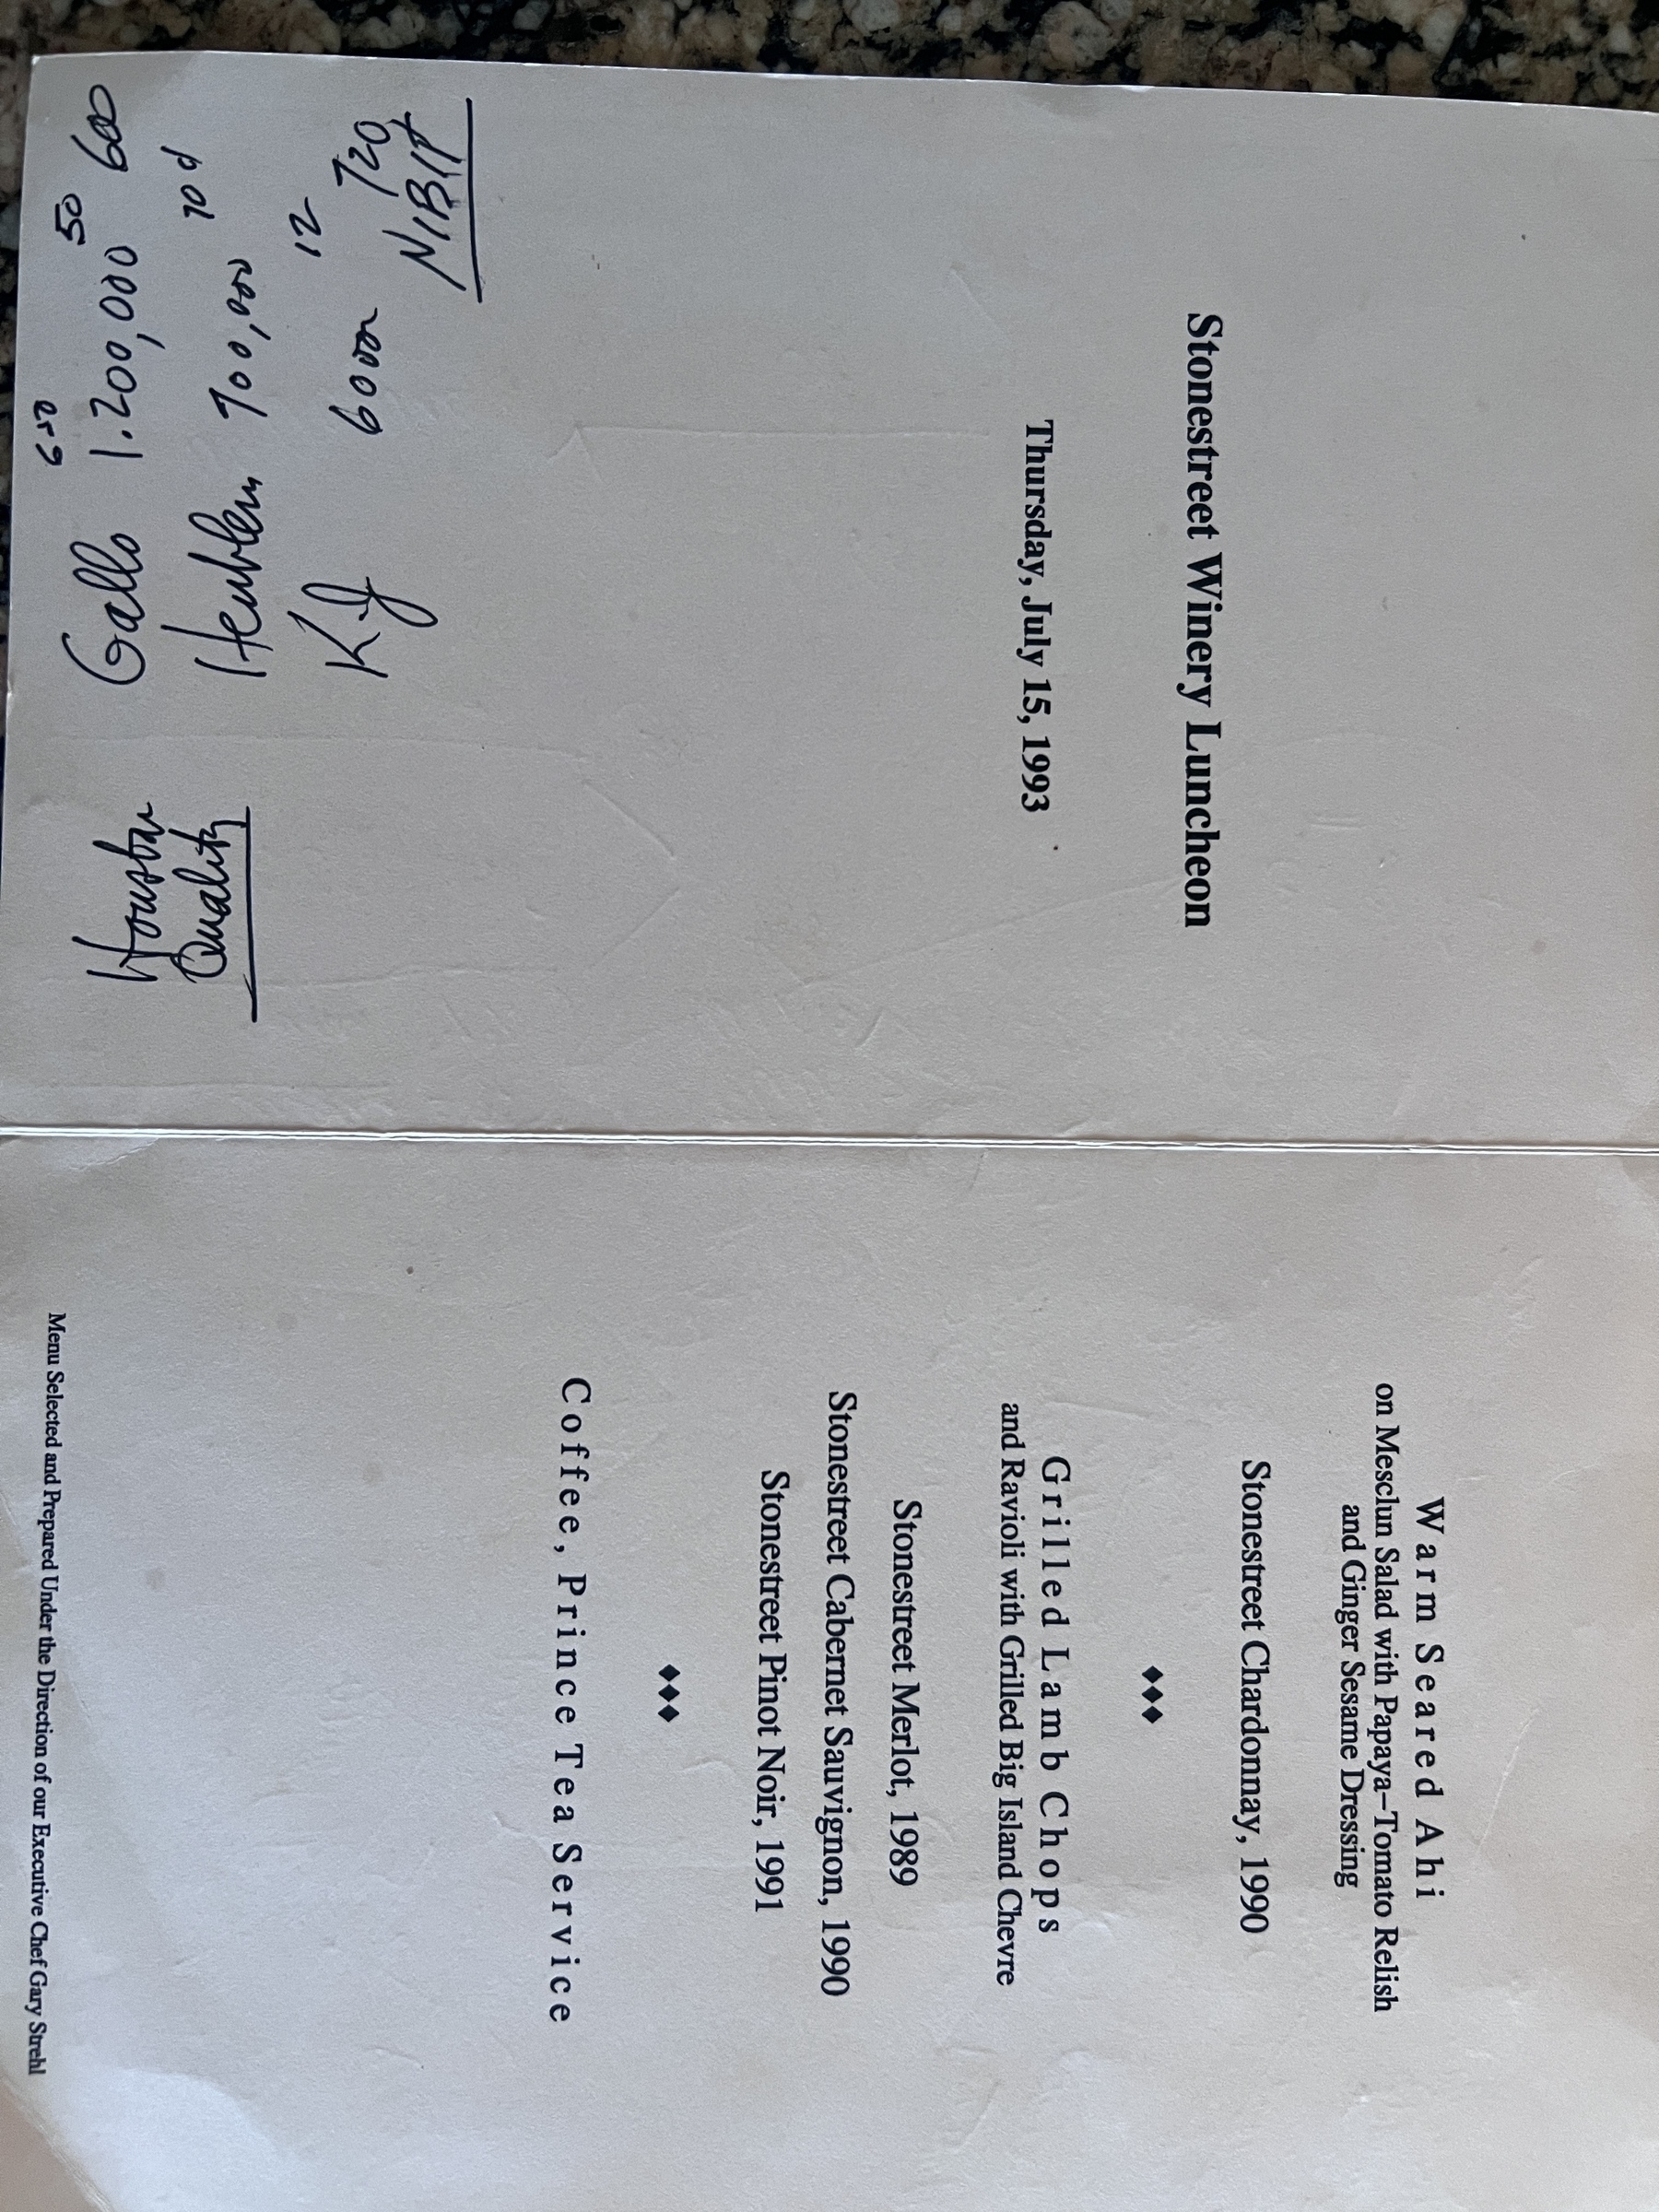 Stonestreet Winery Luncheon
Thursday, July 15, 1993
NIBIT
T20
KJ 6000 12
Heublein 700,000 10
Gallo 1.200,000 600
50
Quality
Warm Seared Ahi
on Mesclun Salad with Papaya–Tomato Relish
and Ginger Sesame Dressing
Stonestreet Chardonnay, 1990
♦♦♦
Grilled Lamb Chops
and Ravioli with Grilled Big Island Chevre
Stonestreet Merlot, 1989
Stonestreet Cabernet Sauvignon, 1990
Stonestreet Pinot Noir, 1991
♦♦♦
Coffee, Prince Tea Service
Menu Selected and Prepared Under the Direction of our Executive Chef Gary Strehl